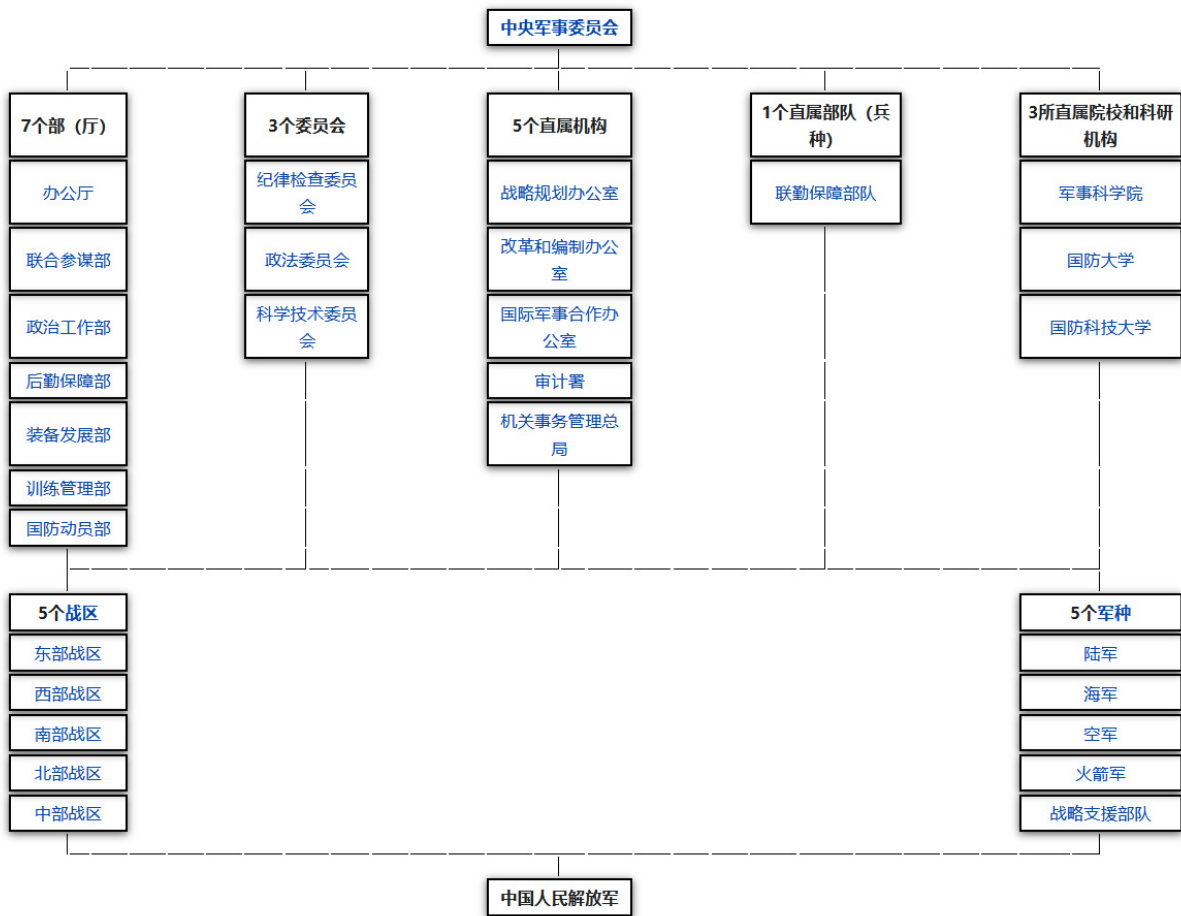 中央军事委员会
7个部（厅）
办公厅
联合参谋部
政治工作部
后勤保障部
装备发展部
训练管理部
国防动员部
3个委员会
纪律检查委员
会
政法委员会
科学技术委员
会
5个直属机构
战略规划办公室
改革和编制办公
室
国际军事合作办
公室
审计署
机关事务管理总
局
1个直属部队（兵
种）
联勤保障部队
3所直属院校和科研
机构
军事科学院
国防大学
国防科技大学
5个战区
东部战区
西部战区
南部战区
北部战区
中部战区
5个军种
陆军
海军
空军
火箭军
战略支援部队
中国人民解放军